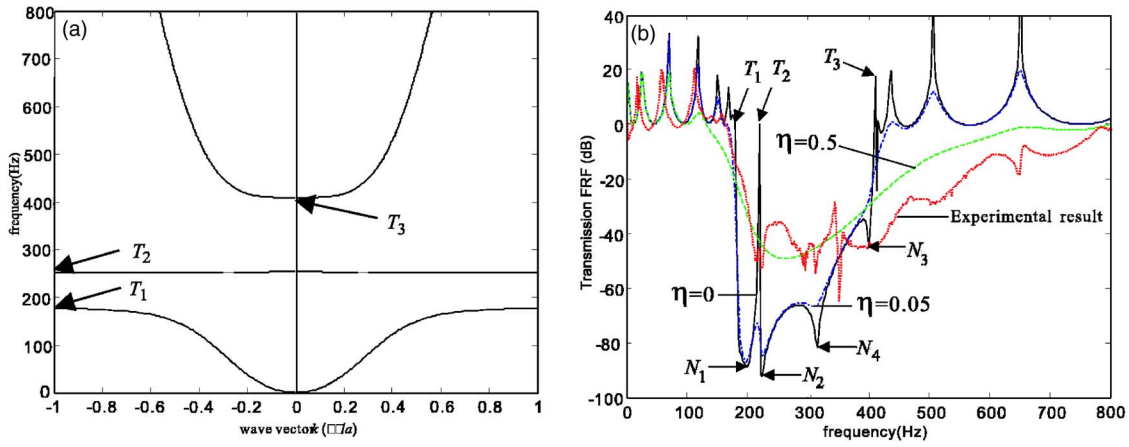 (a)
800
700
600
500
400
300
200
100
0
frequency(Hz)
T2
T1
T3
-1 -0.8 -0.6 -0.4 -0.2 0 0.2 0.4 0.6 0.8 1
wave vector
(b)
40
20
0
-20
-40
-60
-80
-100
Transmission FRF (dB)
T1 T2
T3
η=0.5
Experimental result
N3
η=0
η=0.05
N4
N1
N2
0 100 200 300 400 500 600 700 800
frequency(Hz)